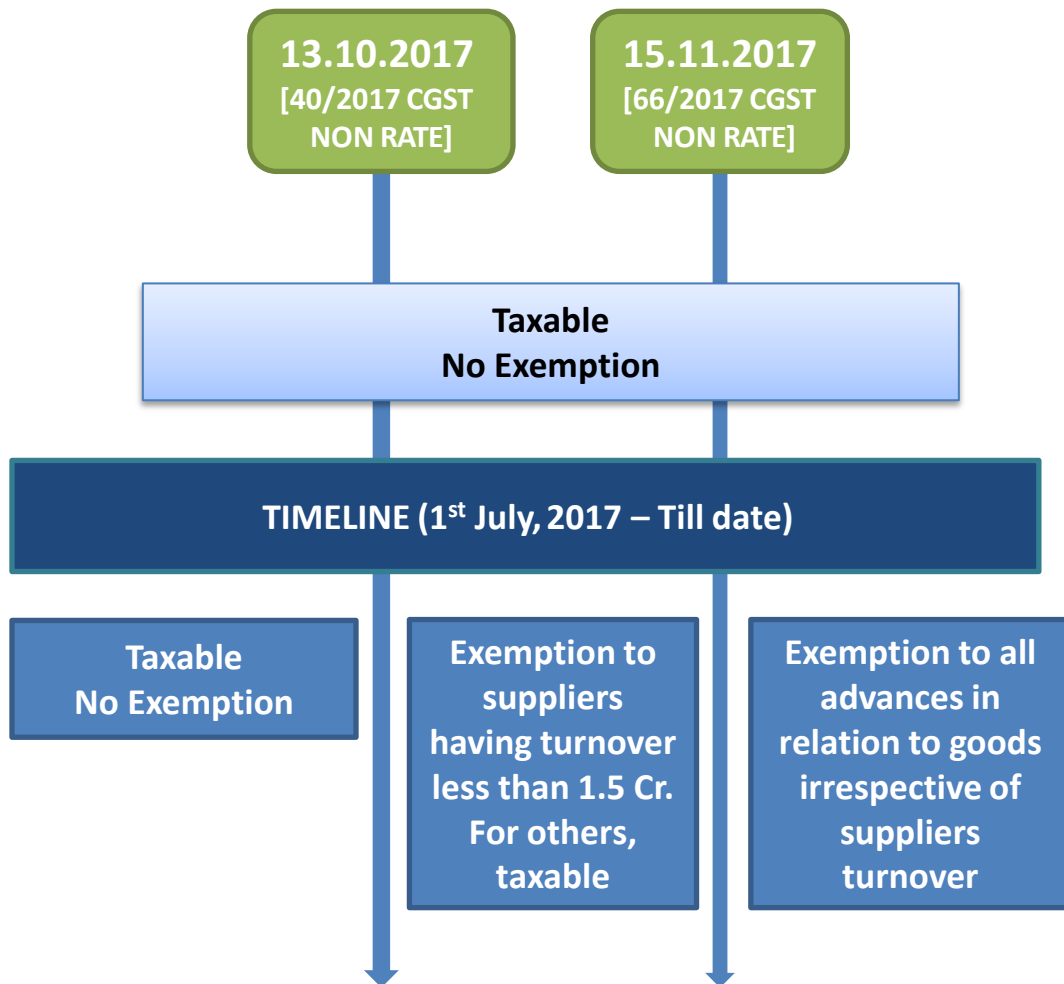 13.10.2017
[40/2017 CGST
NON RATE]
15.11.2017
[66/2017 CGST
NON RATE]
Taxable
No Exemption
TIMELINE (1st July, 2017 – Till date)
Taxable
No Exemption
Exemption to
suppliers
having turnover
less than 1.5 Cr.
For others,
taxable
Exemption to all
advances in
relation to goods
irrespective of
suppliers
turnover